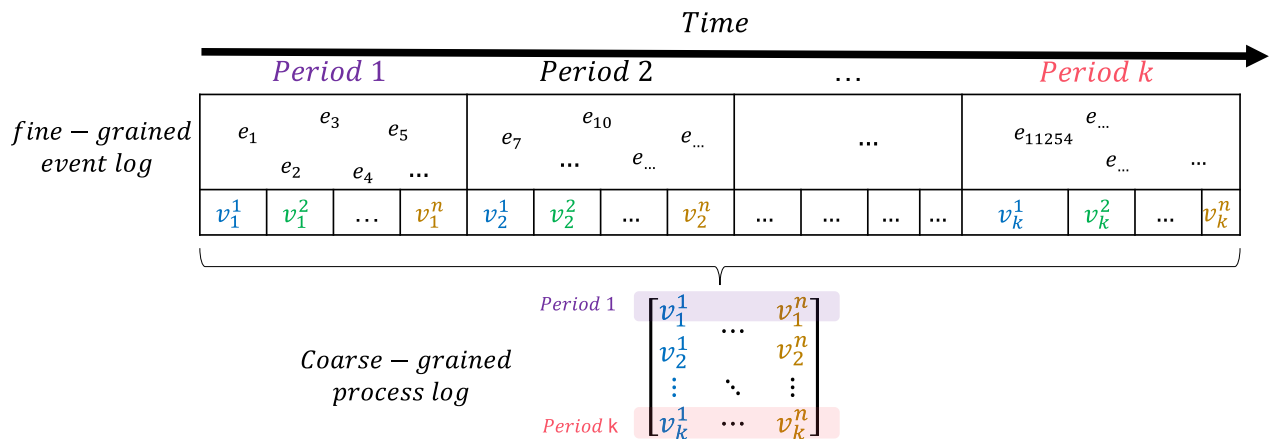 Time
Period 1 Period 2 ... Period k
fine − grained event log
e₁ e₃ e₅ e₂ e₄ ...
e₇ e₁₀ e... ... e...
...
e₁₁₂₅₄ e... e... ...
v₁¹ v₁² ... v₁ⁿ v₂¹ v₂² ... v₂ⁿ ... ... ... ... vₖ¹ vₖ² ... vₖⁿ
Period 1
v₁¹ ... v₁ⁿ
v₂¹ v₂ⁿ
⋮ ⋱ ⋮
Coarse − grained
process log
Period k
vₖ¹ ... vₖⁿ